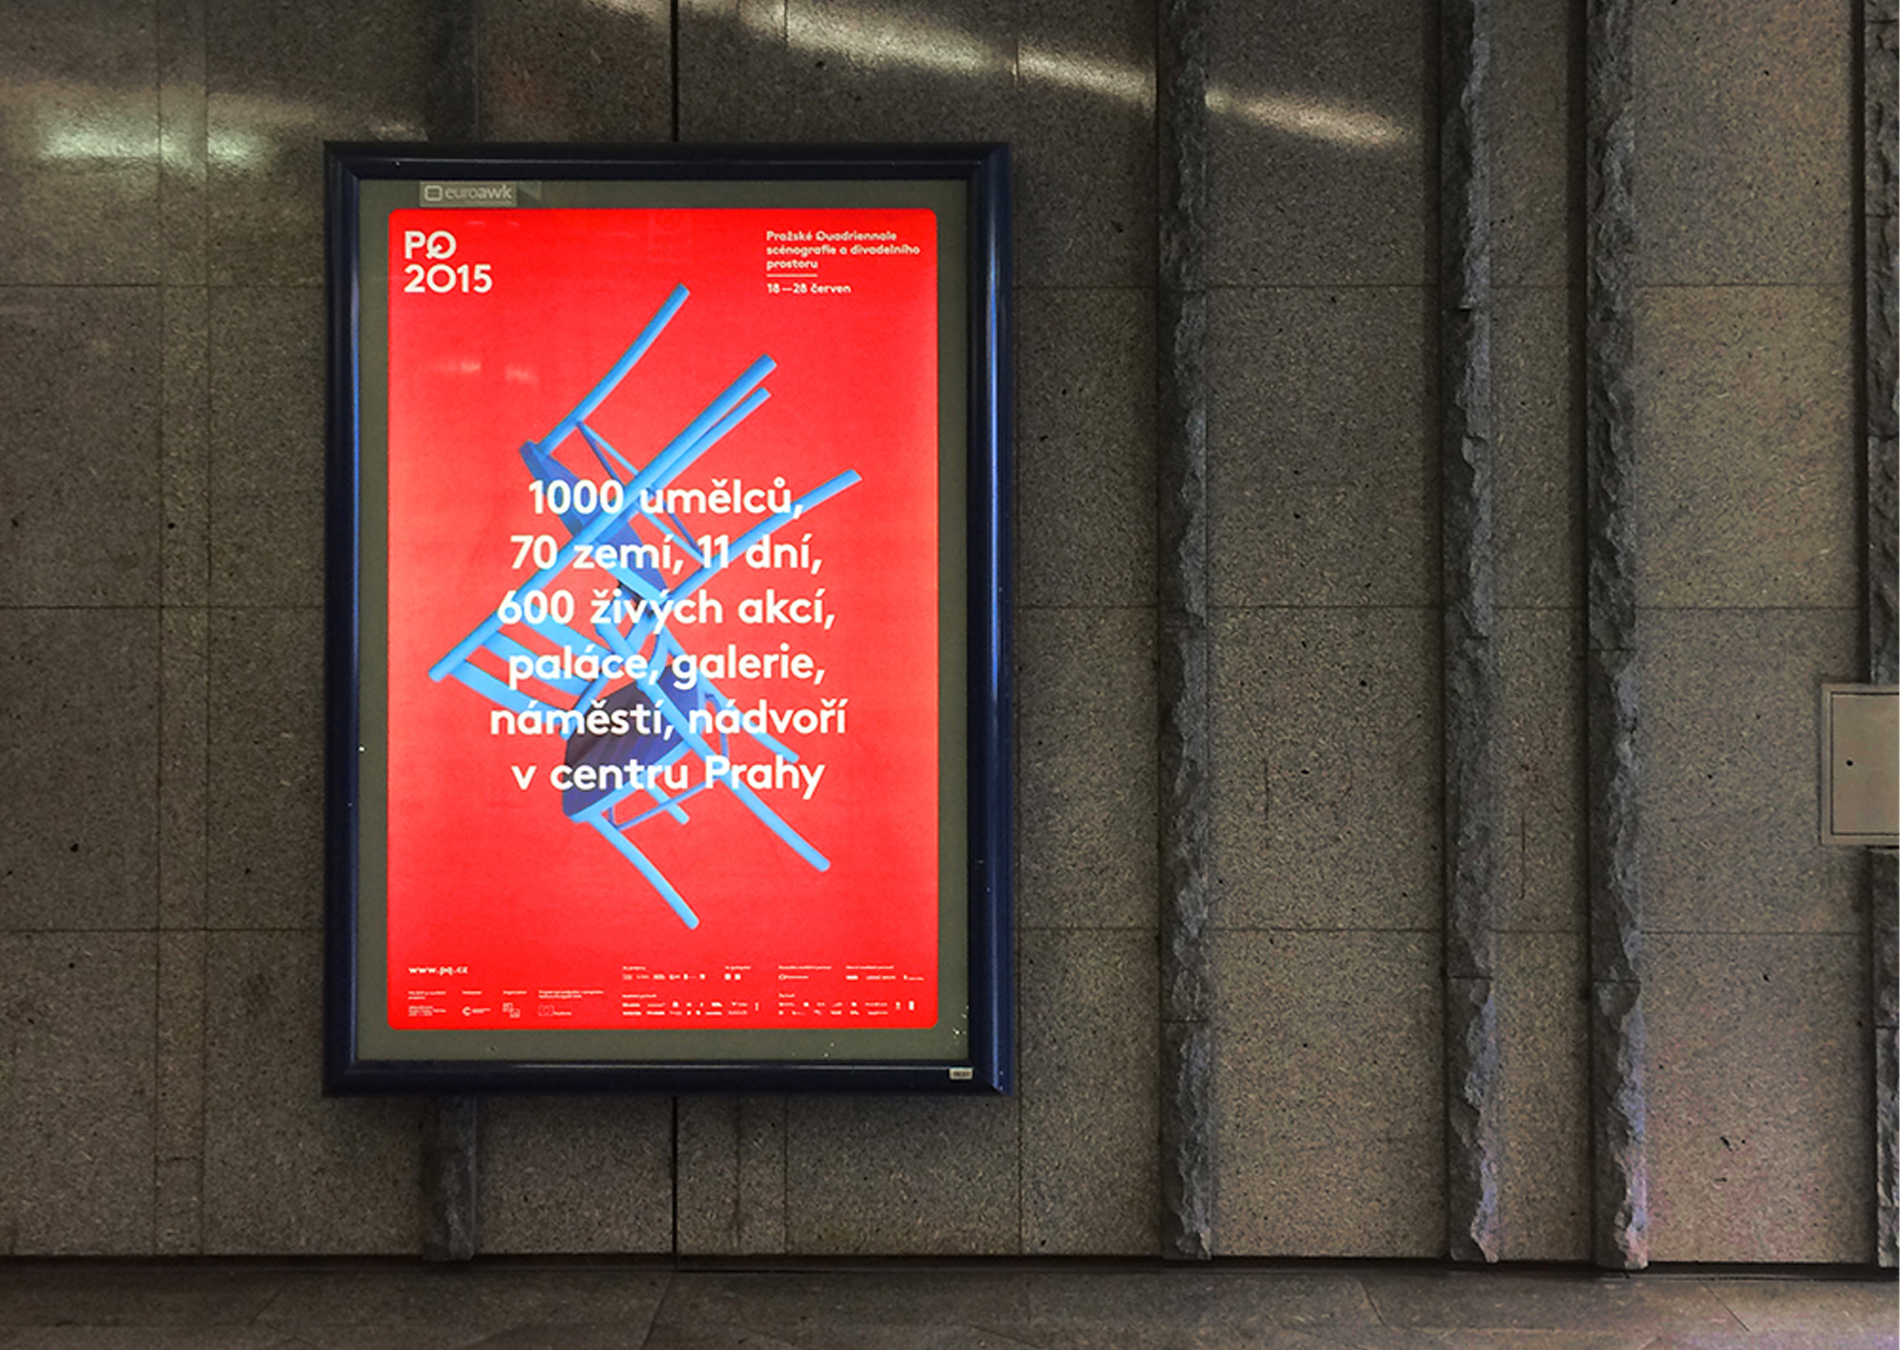 euroawk
PQ
2015
Pražské Quadriennale
scénografie a divadelního
prostoru
18—28 červen
1000 umělců,
70 zemí, 11 dní,
600 živých akcí,
paláce, galerie,
náměstí, nádvoří
v centru Prahy
www.pq.cz